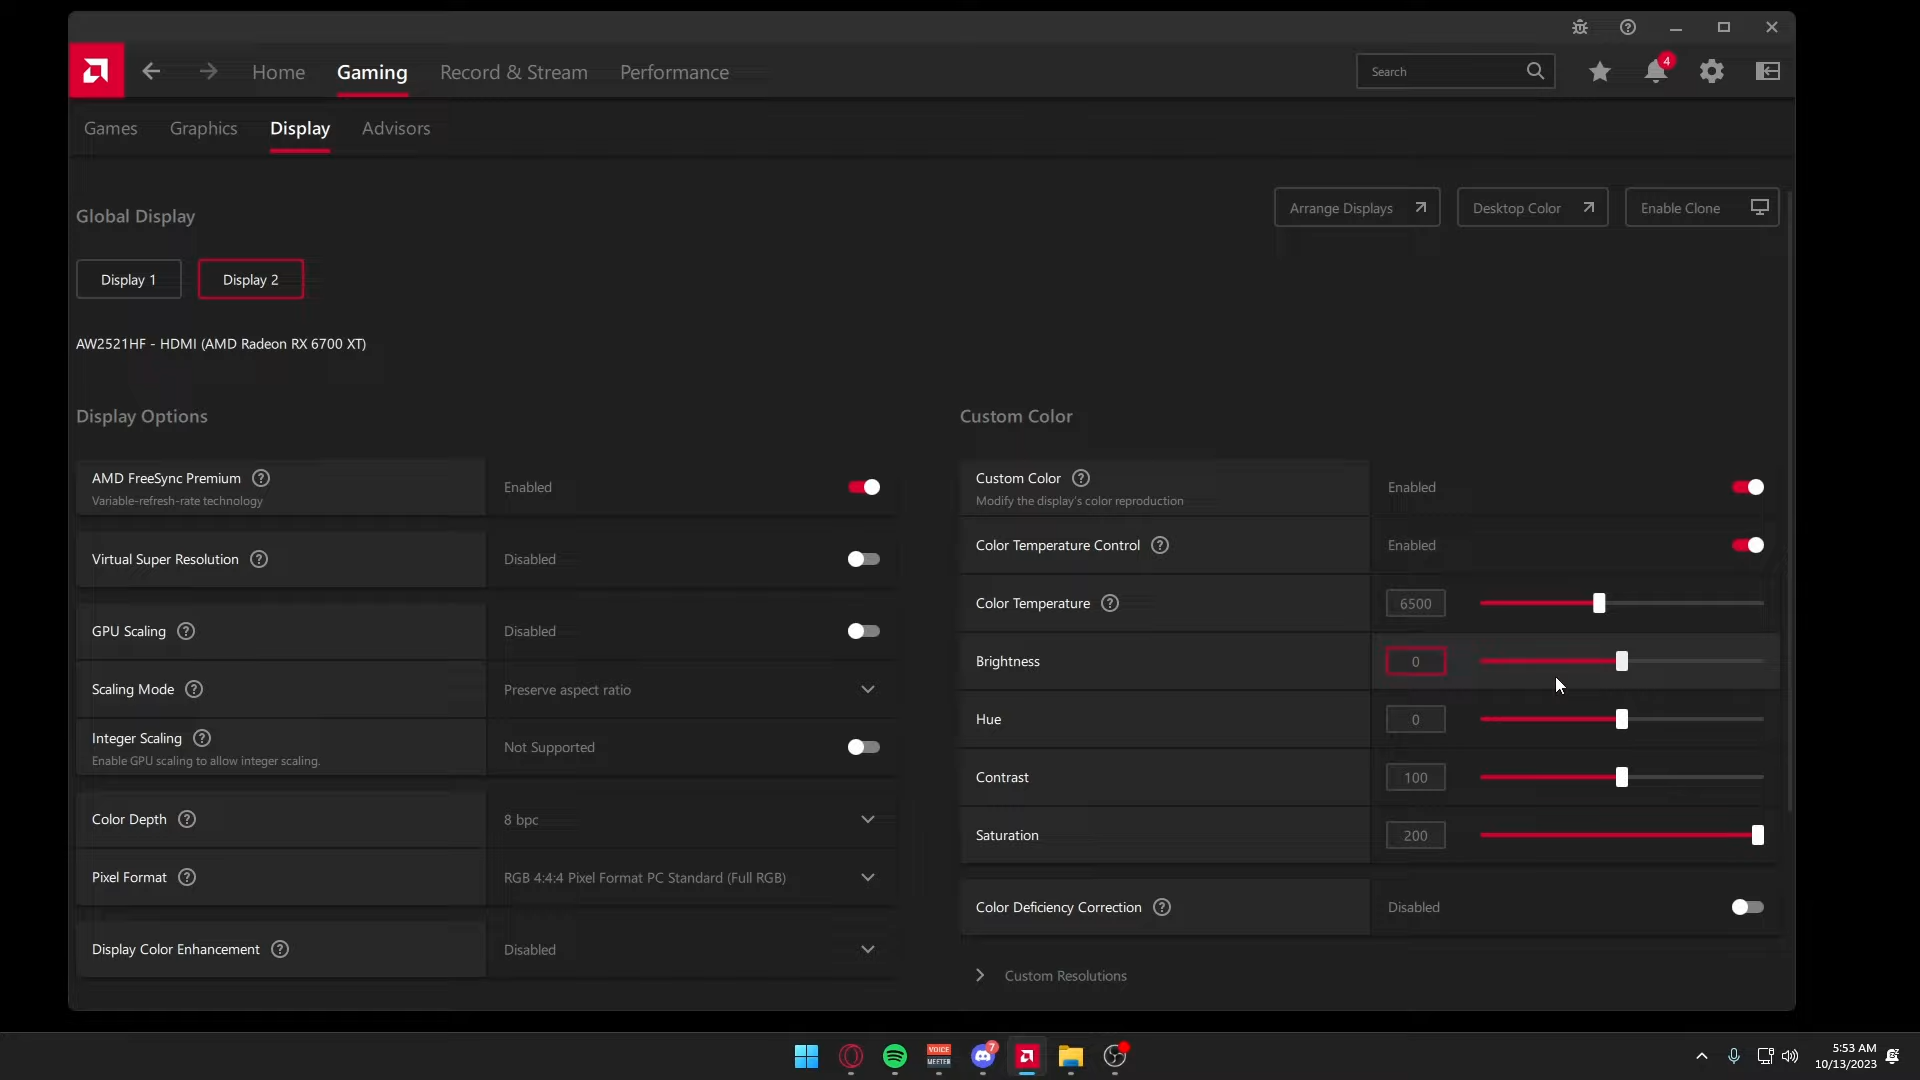 Home
Gaming
Record & Stream
Performance
Search
4
Games
Graphics
Display
Advisors
Global Display
Arrange Displays
Desktop Color
Enable Clone
Display 1
Display 2
AW2521HF - HDMI (AMD Radeon RX 6700 XT)
Display Options
AMD FreeSync Premium
Variable-refresh-rate technology
Enabled
Virtual Super Resolution
Disabled
GPU Scaling
Disabled
Scaling Mode
Preserve aspect ratio
Integer Scaling
Enable GPU scaling to allow integer scaling.
Not Supported
Color Depth
8 bpc
Pixel Format
RGB 4:4:4 Pixel Format PC Standard (Full RGB)
Display Color Enhancement
Disabled
Custom Color
Custom Color
Modify the display's color reproduction
Enabled
Color Temperature Control
Enabled
Color Temperature
6500
Brightness
0
Hue
0
Contrast
100
Saturation
200
Color Deficiency Correction
Disabled
Custom Resolutions
VOICE
MEETER
7
5:53 AM
10/13/2023